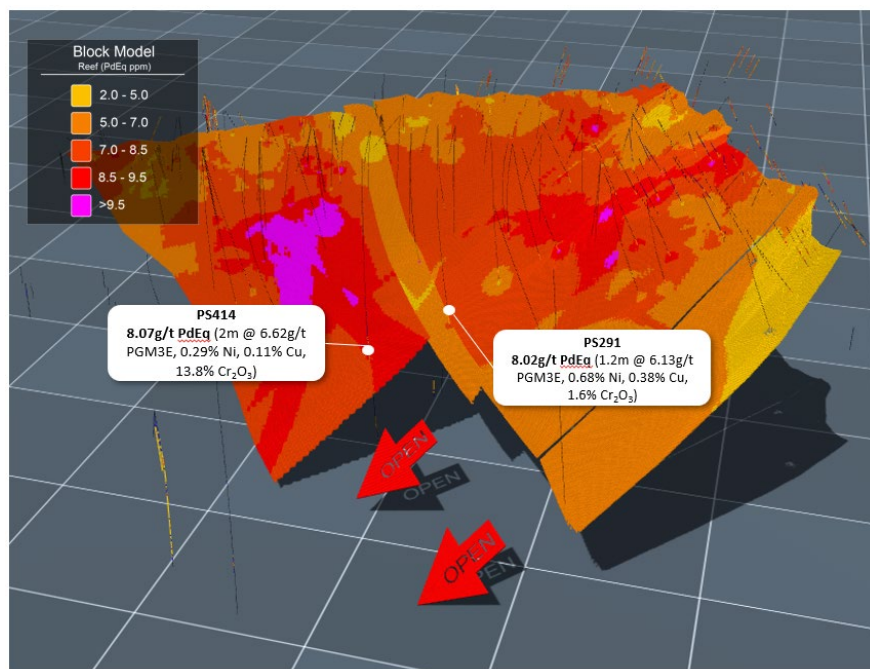 Block Model
Reef (PdEq ppm)
2.0 - 5.0
5.0 - 7.0
7.0 - 8.5
8.5 - 9.5
>9.5
PS414
8.07g/t PdEq (2m @ 6.62g/t
PGM3E, 0.29% Ni, 0.11% Cu,
13.8% Cr₂O₃)
PS291
8.02g/t PdEq (1.2m @ 6.13g/t
PGM3E, 0.68% Ni, 0.38% Cu,
1.6% Cr₂O₃)
OPEN
OPEN
OPEN
OPEN